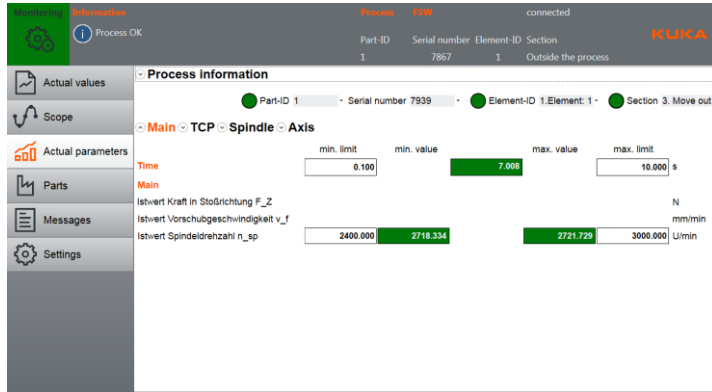 Monitoring
Information
Process OK
Process FSW connected
Part-ID Serial number Element-ID Section
1 7867 1 Outside the process
KUKA
Actual values
Scope
Actual parameters
Parts
Messages
Settings
Process information
Part-ID 1 Serial number 7939 Element-ID 1.Element: 1 Section 3. Move out
Main TCP Spindle Axis
min. limit min. value max. value max. limit
Time 0.100 7.008 10.000 s
Main
Istwert Kraft in Stoßrichtung F_Z N
Istwert Vorschubgeschwindigkeit v_f mm/min
Istwert Spindeldrehzahl n_sp 2400.000 2718.334 2721.729 3000.000 U/min